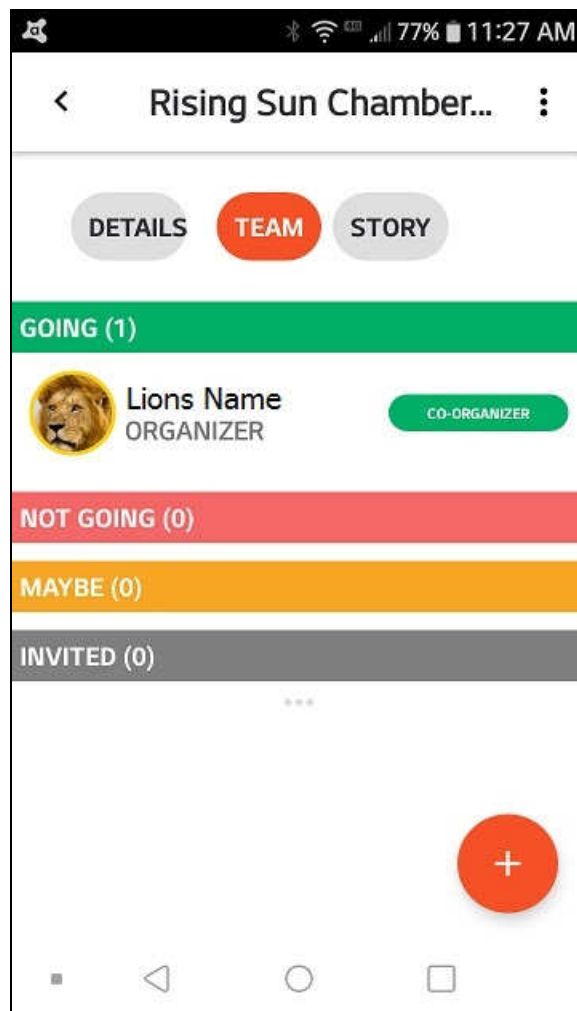 77% 11:27 AM
Rising Sun Chamber...
DETAILS TEAM STORY
GOING (1)
Lions Name
ORGANIZER
CO-ORGANIZER
NOT GOING (0)
MAYBE (0)
INVITED (0)